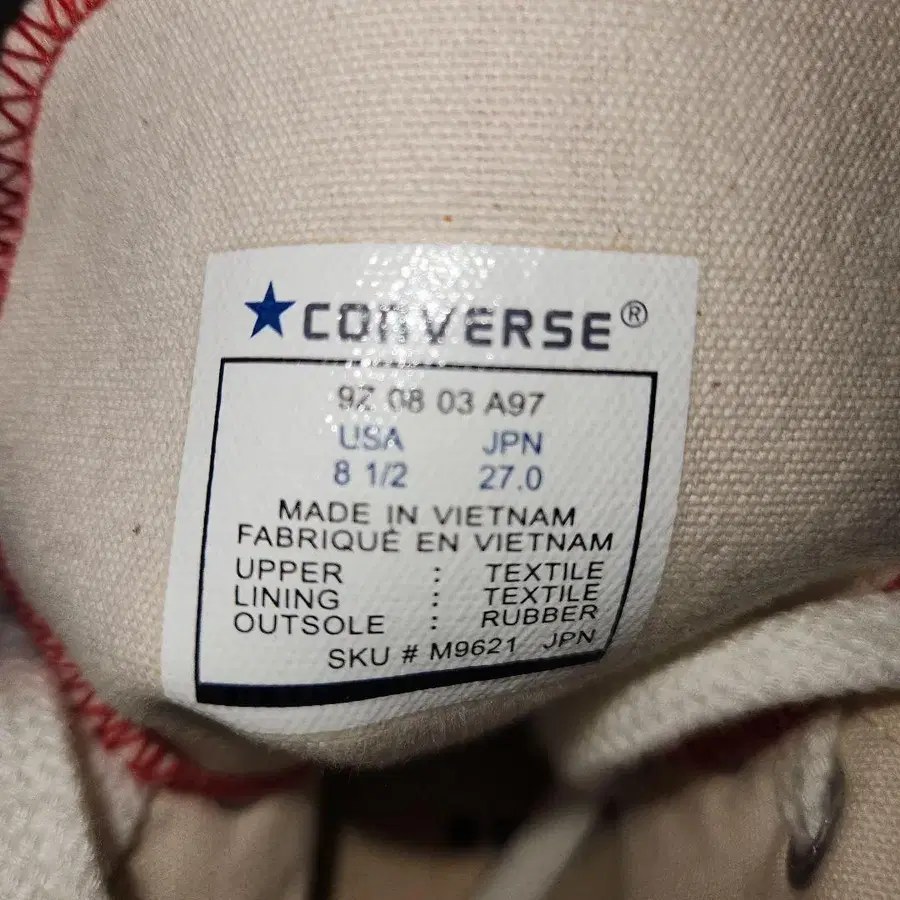 CONVERSE®
9Z 08 03 A97
USA JPN
8 1/2 27.0
MADE IN VIETNAM
FABRIQUÉ EN VIETNAM
UPPER : TEXTILE
LINING : TEXTILE
OUTSOLE : RUBBER
SKU # M9621 JPN